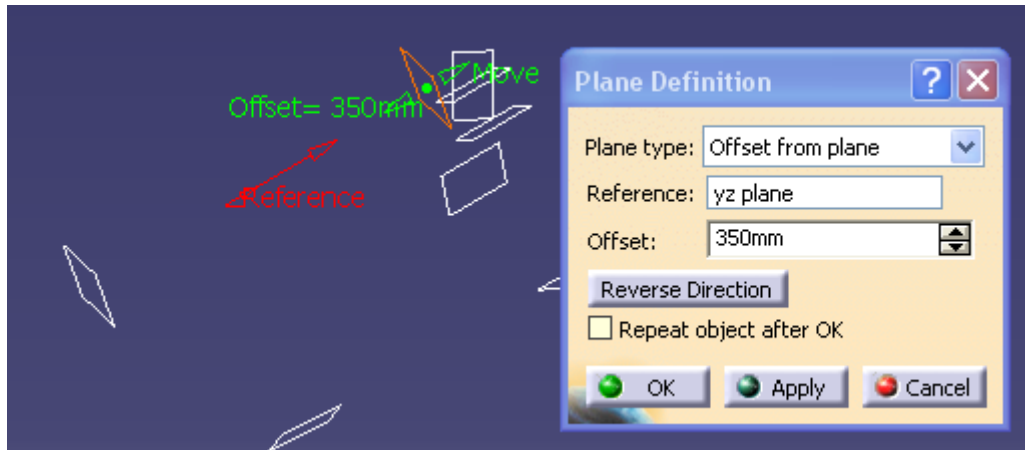 Move
Offset= 350mm
Reference
Plane Definition
?
Plane type: Offset from plane
Reference: yz plane
Offset: 350mm
Reverse Direction
Repeat object after OK
OK Apply Cancel